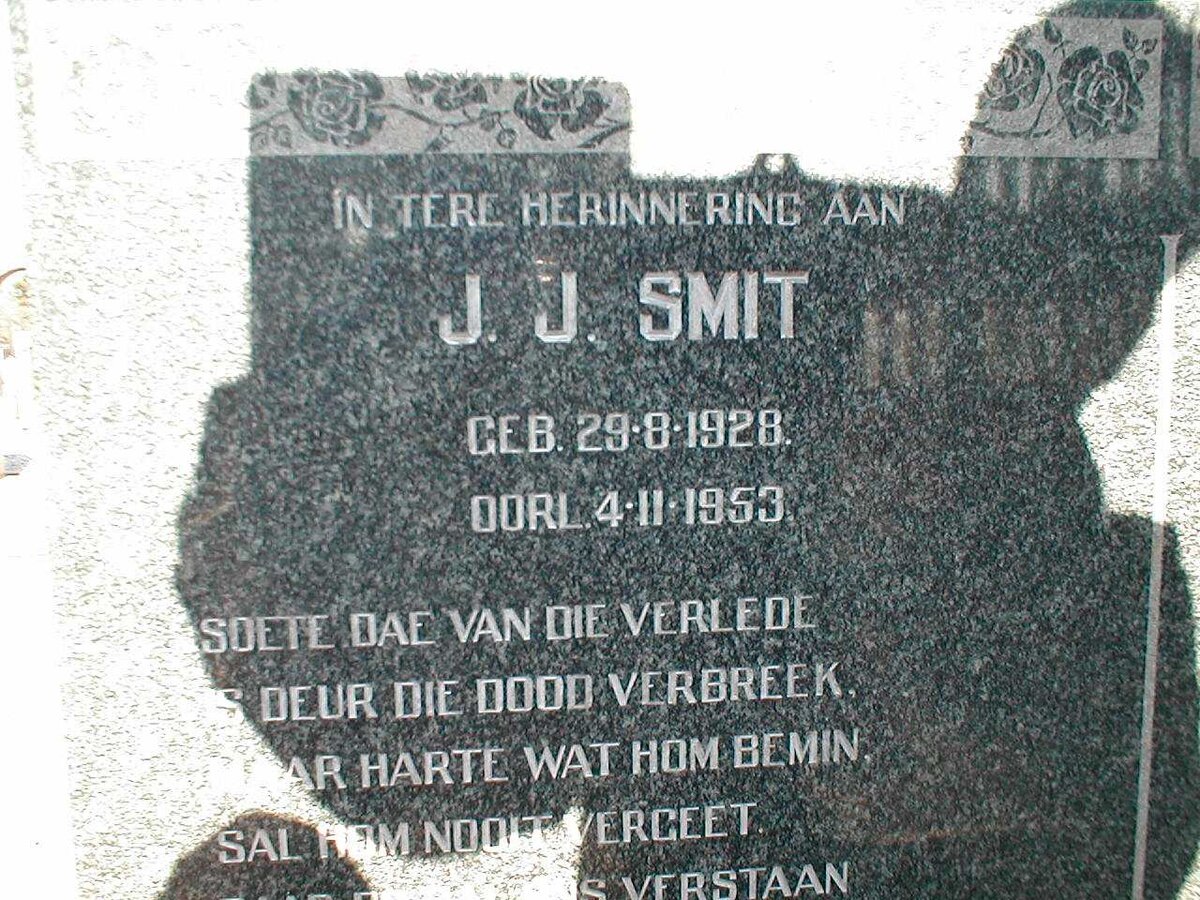 IN TERE HERINNERING AAN
J. J. SMIT
GEB. 29·8·1928.
OORL. 4·11·1953.
SOETE DAE VAN DIE VERLEDE
DEUR DIE DOOD VERBREEK,
HARTE WAT HOM BEMIN,
SAL HOM NOOIT VERGEET.
VERSTAAN